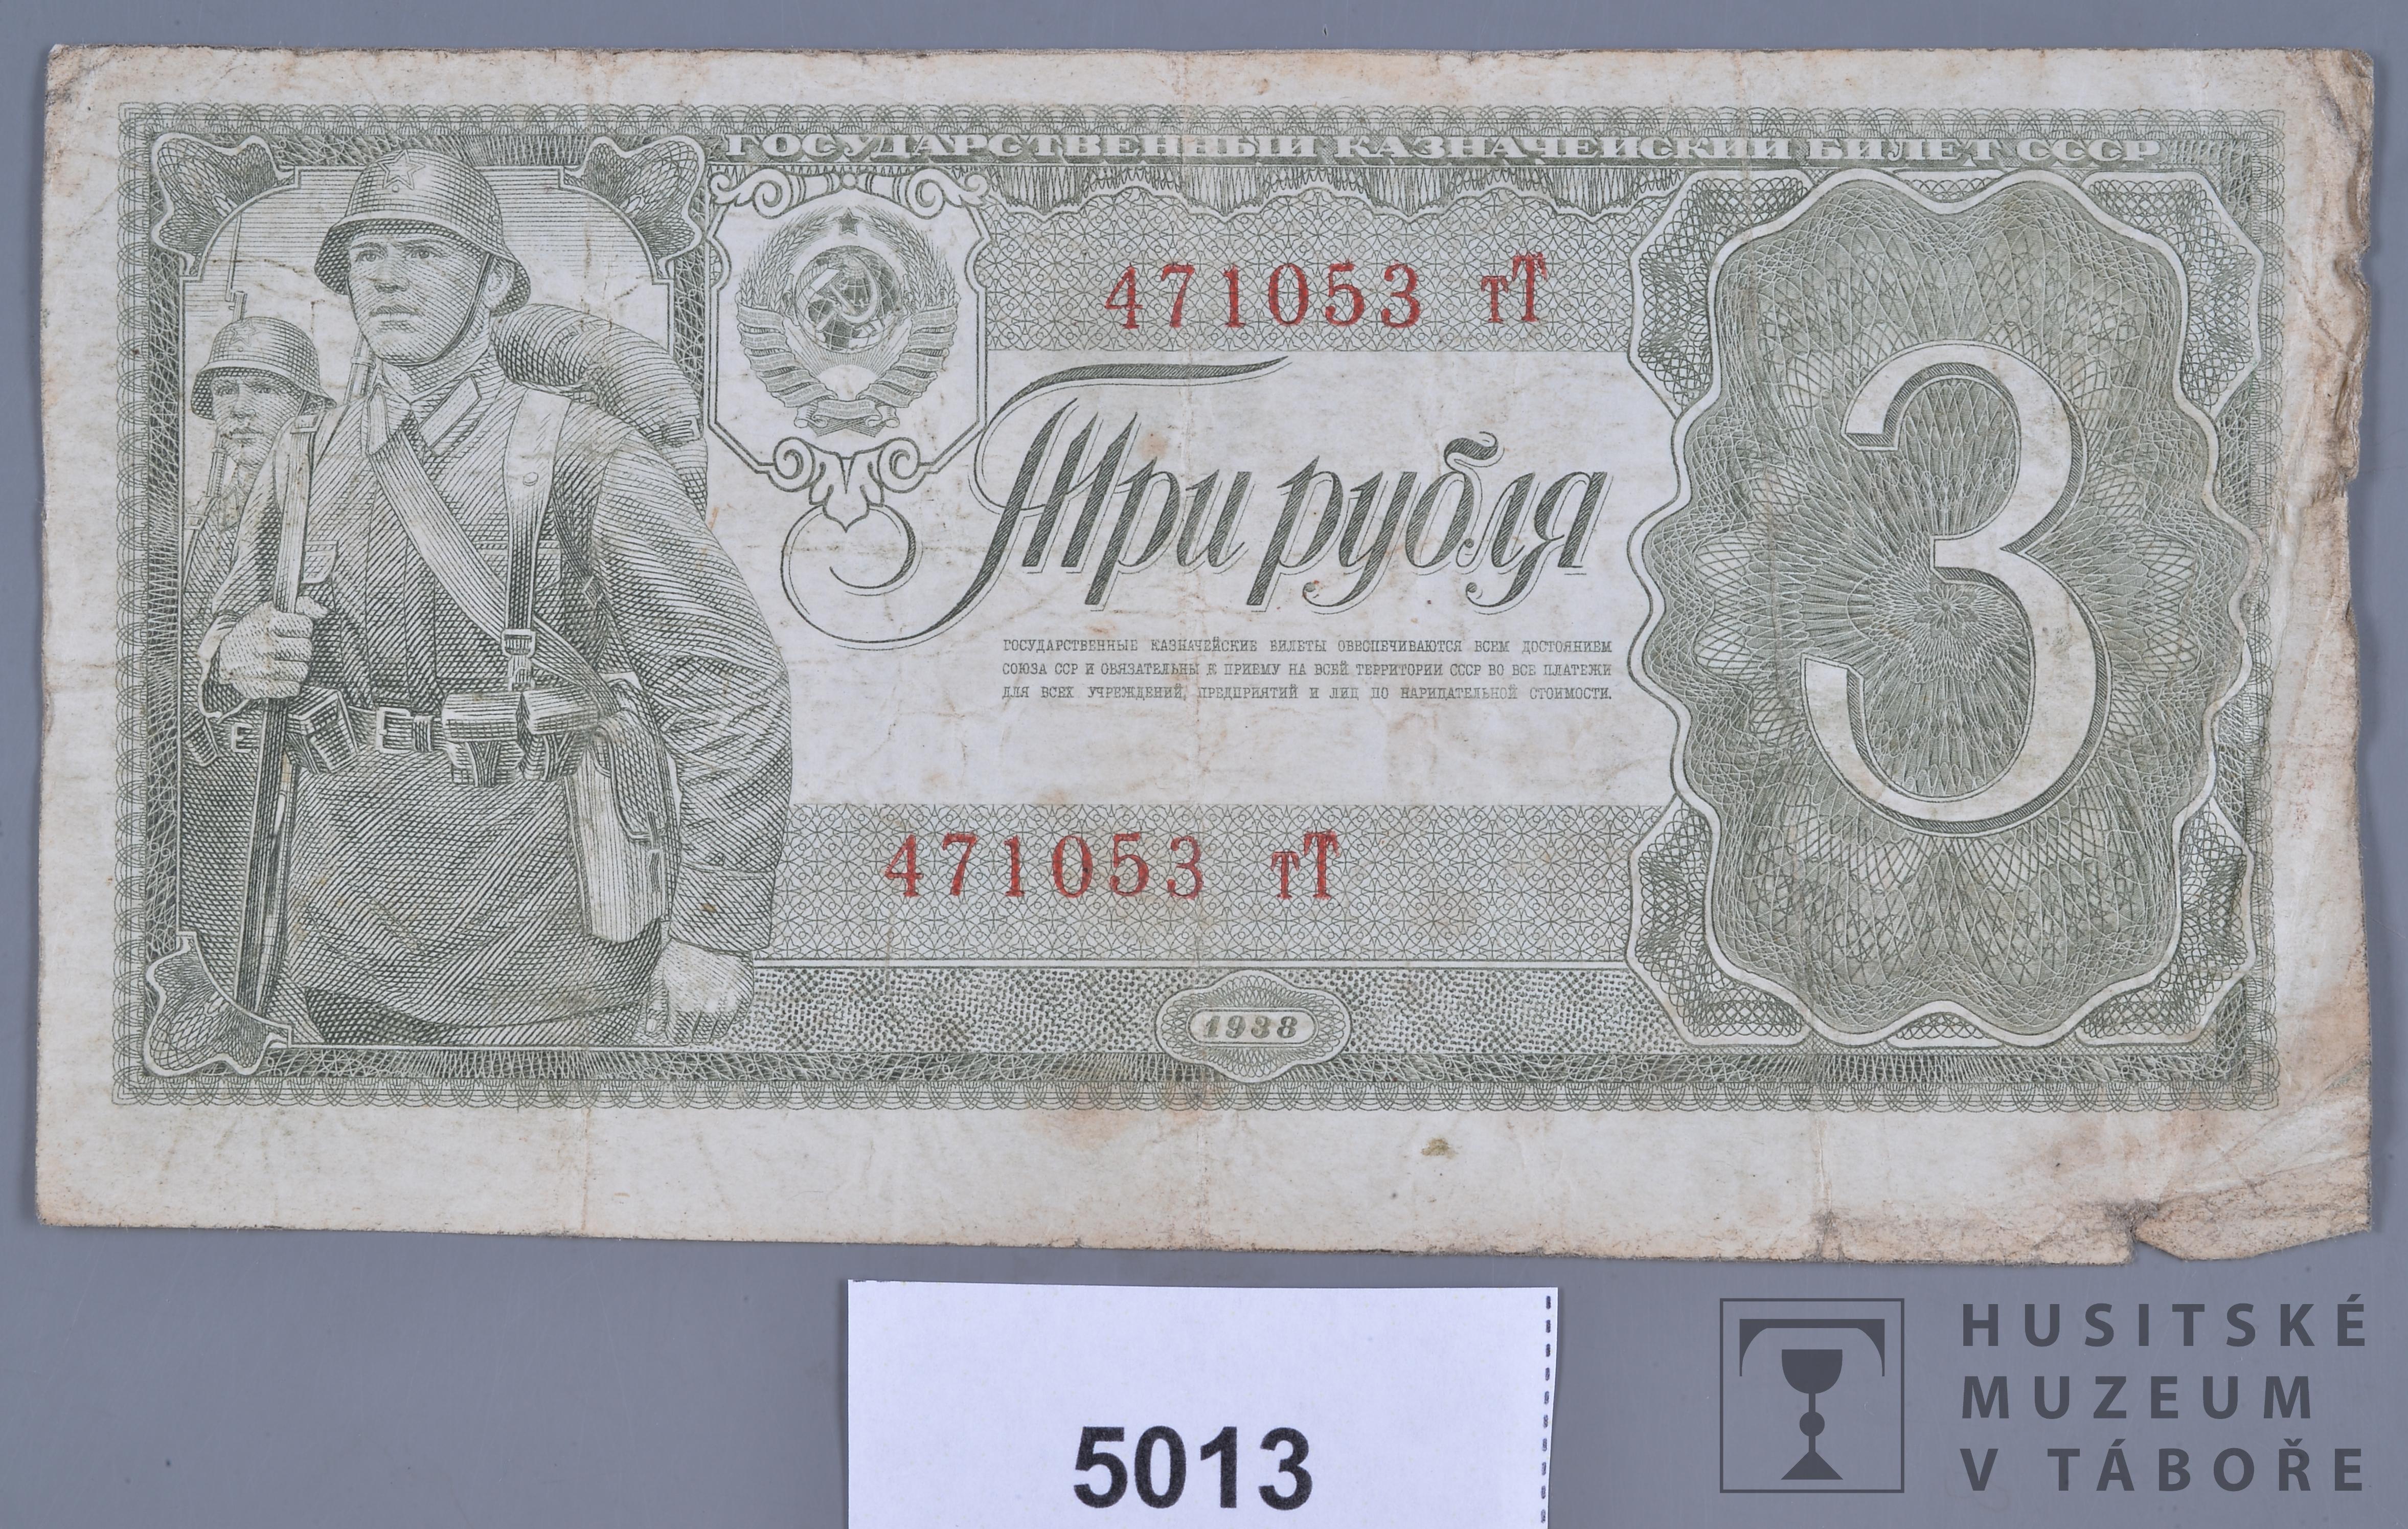 ГОСУДАРСТВЕННЫЙ КАЗНАЧЕЙСКИЙ БИЛЕТ СССР
471053 тТ
Три рубля
3
ГОСУДАРСТВЕННЫЕ КАЗНАЧЕЙСКИЕ БИЛЕТЫ ОБЕСПЕЧИВАЮТСЯ ВСЕМ ДОСТОЯНИЕМ
СОЮЗА ССР И ОБЯЗАТЕЛЬНЫ К ПРИЕМУ НА ВСЕЙ ТЕРРИТОРИИ СССР ВО ВСЕ ПЛАТЕЖИ
ДЛЯ ВСЕХ УЧРЕЖДЕНИЙ, ПРЕДПРИЯТИЙ И ЛИЦ ПО НАРИЦАТЕЛЬНОЙ СТОИМОСТИ.
471053 тТ
1938
5013
HUSITSKÉ
MUZEUM
V TÁBOŘE